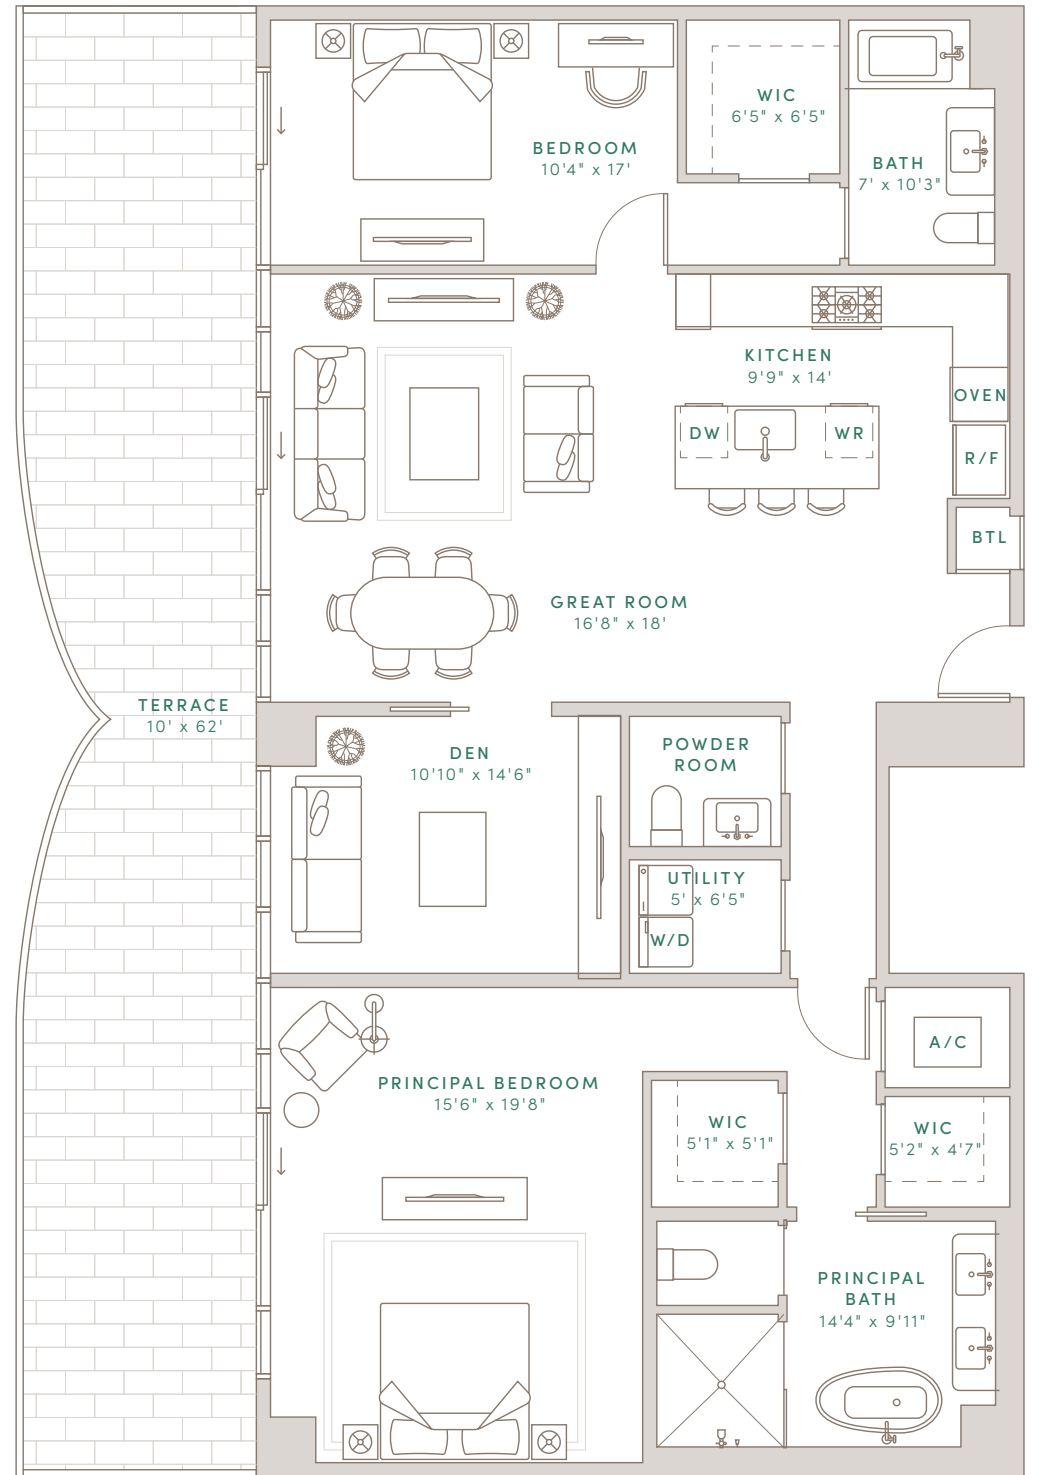 WIC
6'5" x 6'5"
BEDROOM
10'4" x 17'
BATH
7' x 10'3"
KITCHEN
9'9" x 14'
OVEN
DW
WR
R/F
BTL
GREAT ROOM
16'8" x 18'
TERRACE
10' x 62'
DEN
10'10" x 14'6"
POWDER
ROOM
UTILITY
5' x 6'5"
W/D
A/C
PRINCIPAL BEDROOM
15'6" x 19'8"
WIC
5'1" x 5'1"
WIC
5'2" x 4'7"
PRINCIPAL
BATH
14'4" x 9'11"